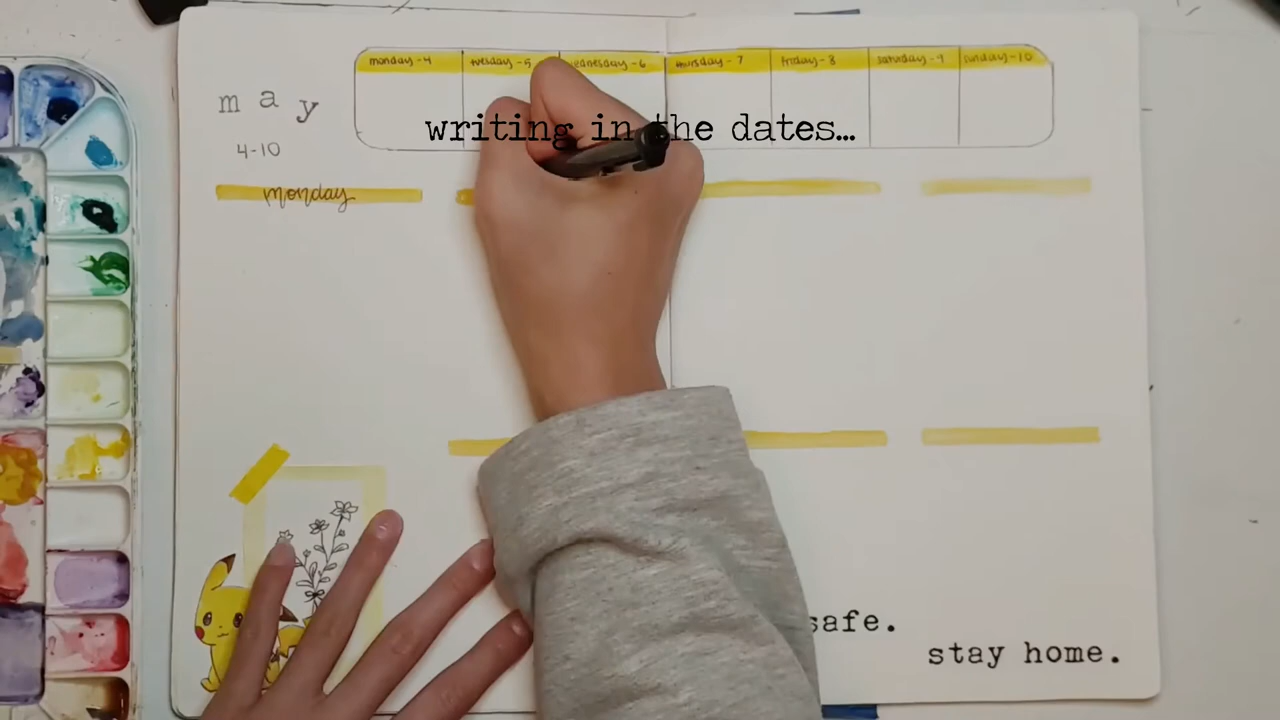 monday - 4 tuesday - 5 wednesday - 6 thursday - 7 friday - 8 saturday - 9 sunday - 10
may
4-10
writing in the dates…
monday
safe.
stay home.